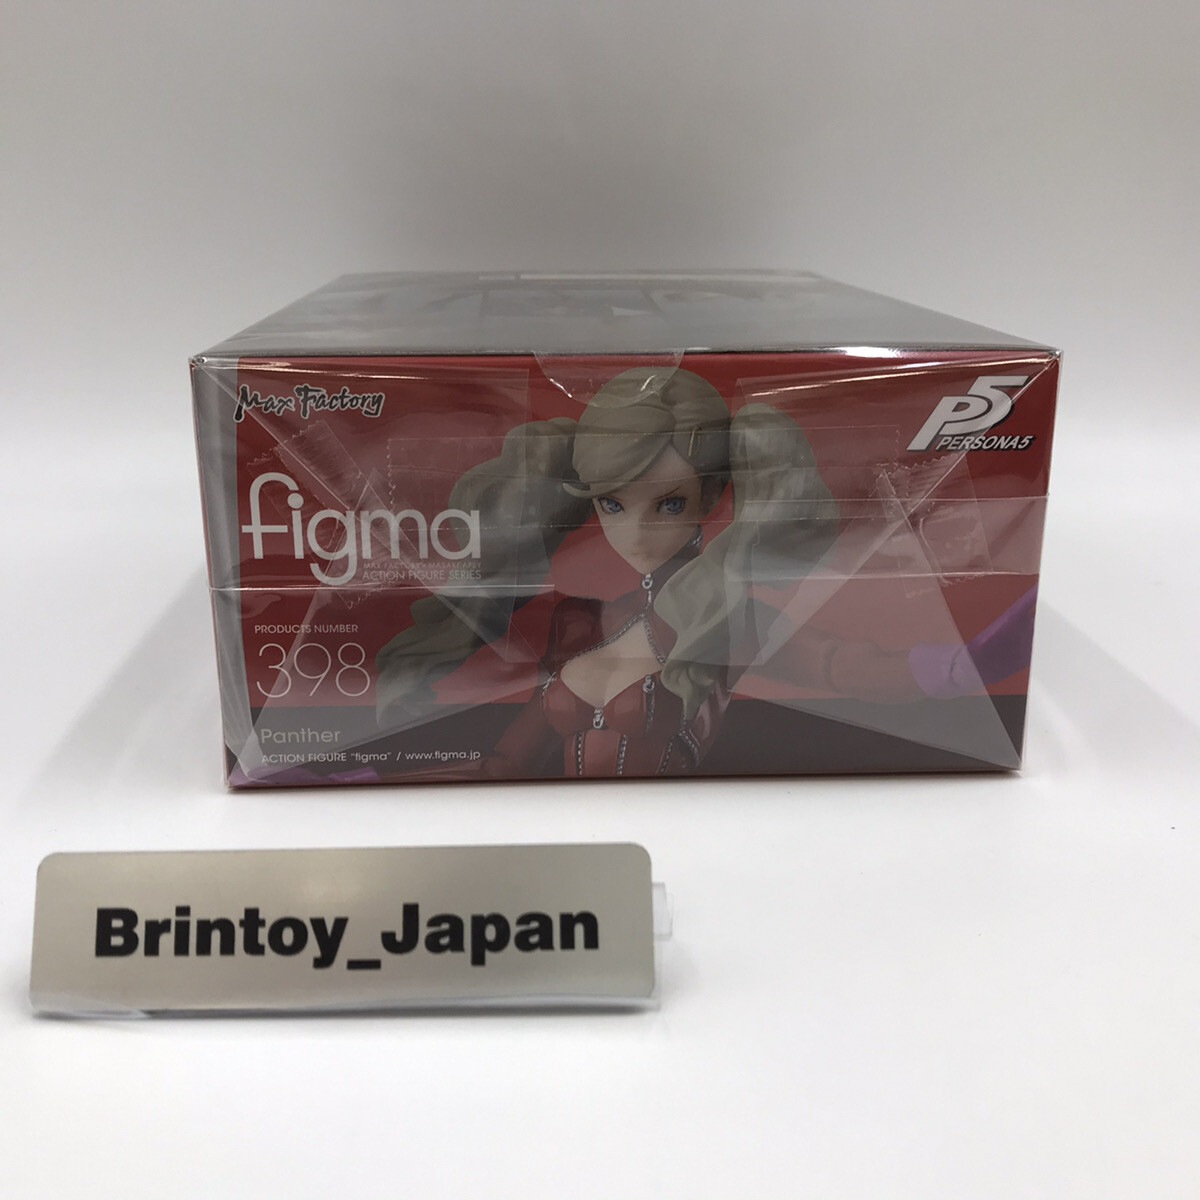 Max Factory
P5
PERSONA5
figma
MAX FACTORY×MASAKI APSY
ACTION FIGURE SERIES
PRODUCTS NUMBER
398
Panther
ACTION FIGURE "figma" / www.figma.jp
Brintoy_Japan